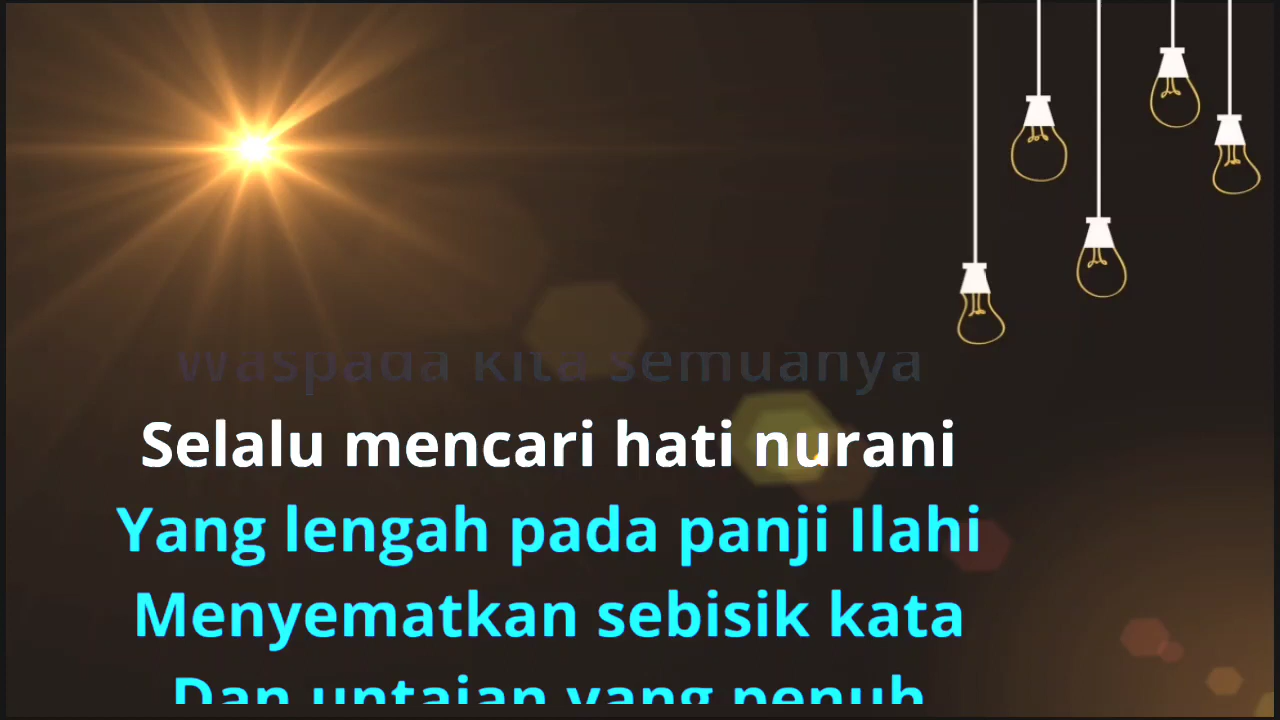 Waspada kita semuanya
Selalu mencari hati nurani
Yang lengah pada panji Ilahi
Menyematkan sebisik kata
Dan untaian yang penuh